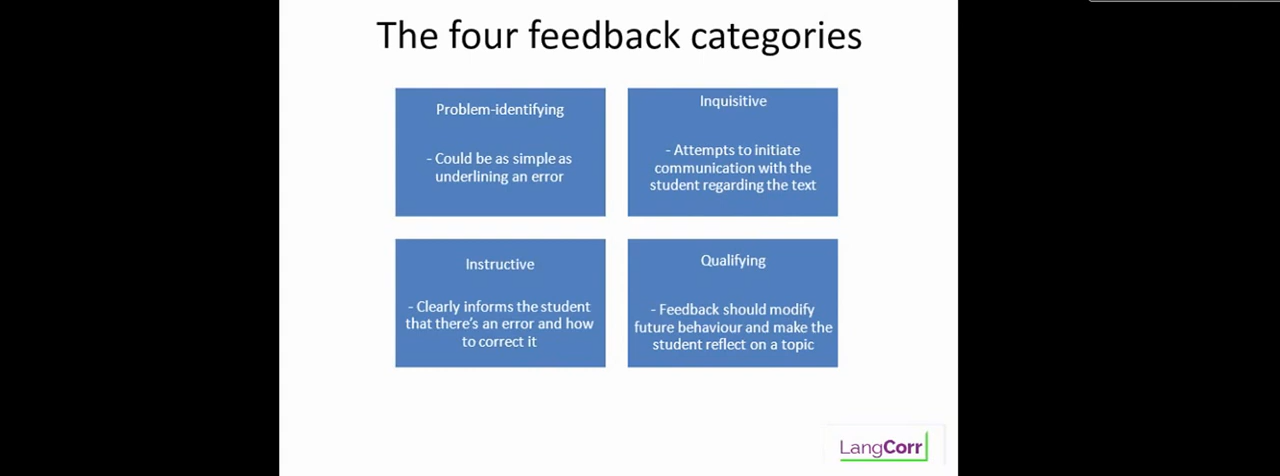 The four feedback categories
Problem-identifying
- Could be as simple as
underlining an error
Inquisitive
- Attempts to initiate
communication with the
student regarding the text
Instructive
- Clearly informs the student
that there's an error and how
to correct it
Qualifying
- Feedback should modify
future behaviour and make the
student reflect on a topic
LangCorr